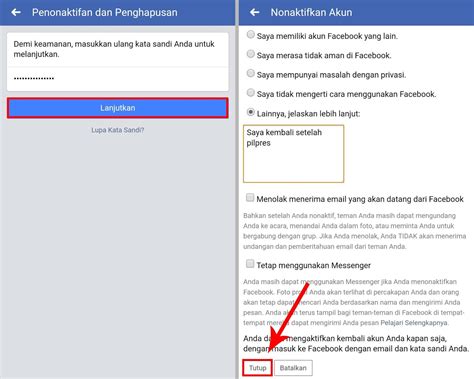 Penonaktifan dan Penghapusan
Demi keamanan, masukkan ulang kata sandi Anda untuk
melanjutkan.
Lanjutkan
Lupa Kata Sandi?
Nonaktifkan Akun
Saya memiliki akun Facebook yang lain.
Saya merasa tidak aman di Facebook.
Saya mempunyai masalah dengan privasi.
Saya tidak mengerti cara menggunakan Facebook.
Lainnya, jelaskan lebih lanjut:
Saya kembali setelah
pilpres
Menolak menerima email yang akan datang dari Facebook
Bahkan setelah Anda nonaktif, teman Anda masih dapat mengundang
Anda ke acara, menandai Anda dalam foto, atau meminta Anda untuk
bergabung dengan grup. Jika Anda menolak, Anda TIDAK akan menerima
undangan dan pemberitahuan email dari teman Anda.
Tetap menggunakan Messenger
Anda masih dapat menggunakan Messenger jika Anda menonaktifkan
Facebook. Foto Anda akan terlihat di percakapan Anda dan orang
akan tetap dapat mencari Anda berdasarkan nama dan mengirimi Anda
pesan. Anda akan terus tampil bagi teman-teman di Facebook di tempat-
tempat mereka dapat mengirimi Anda pesan Pelajari Selengkapnya.
Anda dapat mengaktifkan kembali akun Anda kapan saja,
dengan masuk ke Facebook dengan email dan kata sandi Anda.
Tutup Batalkan